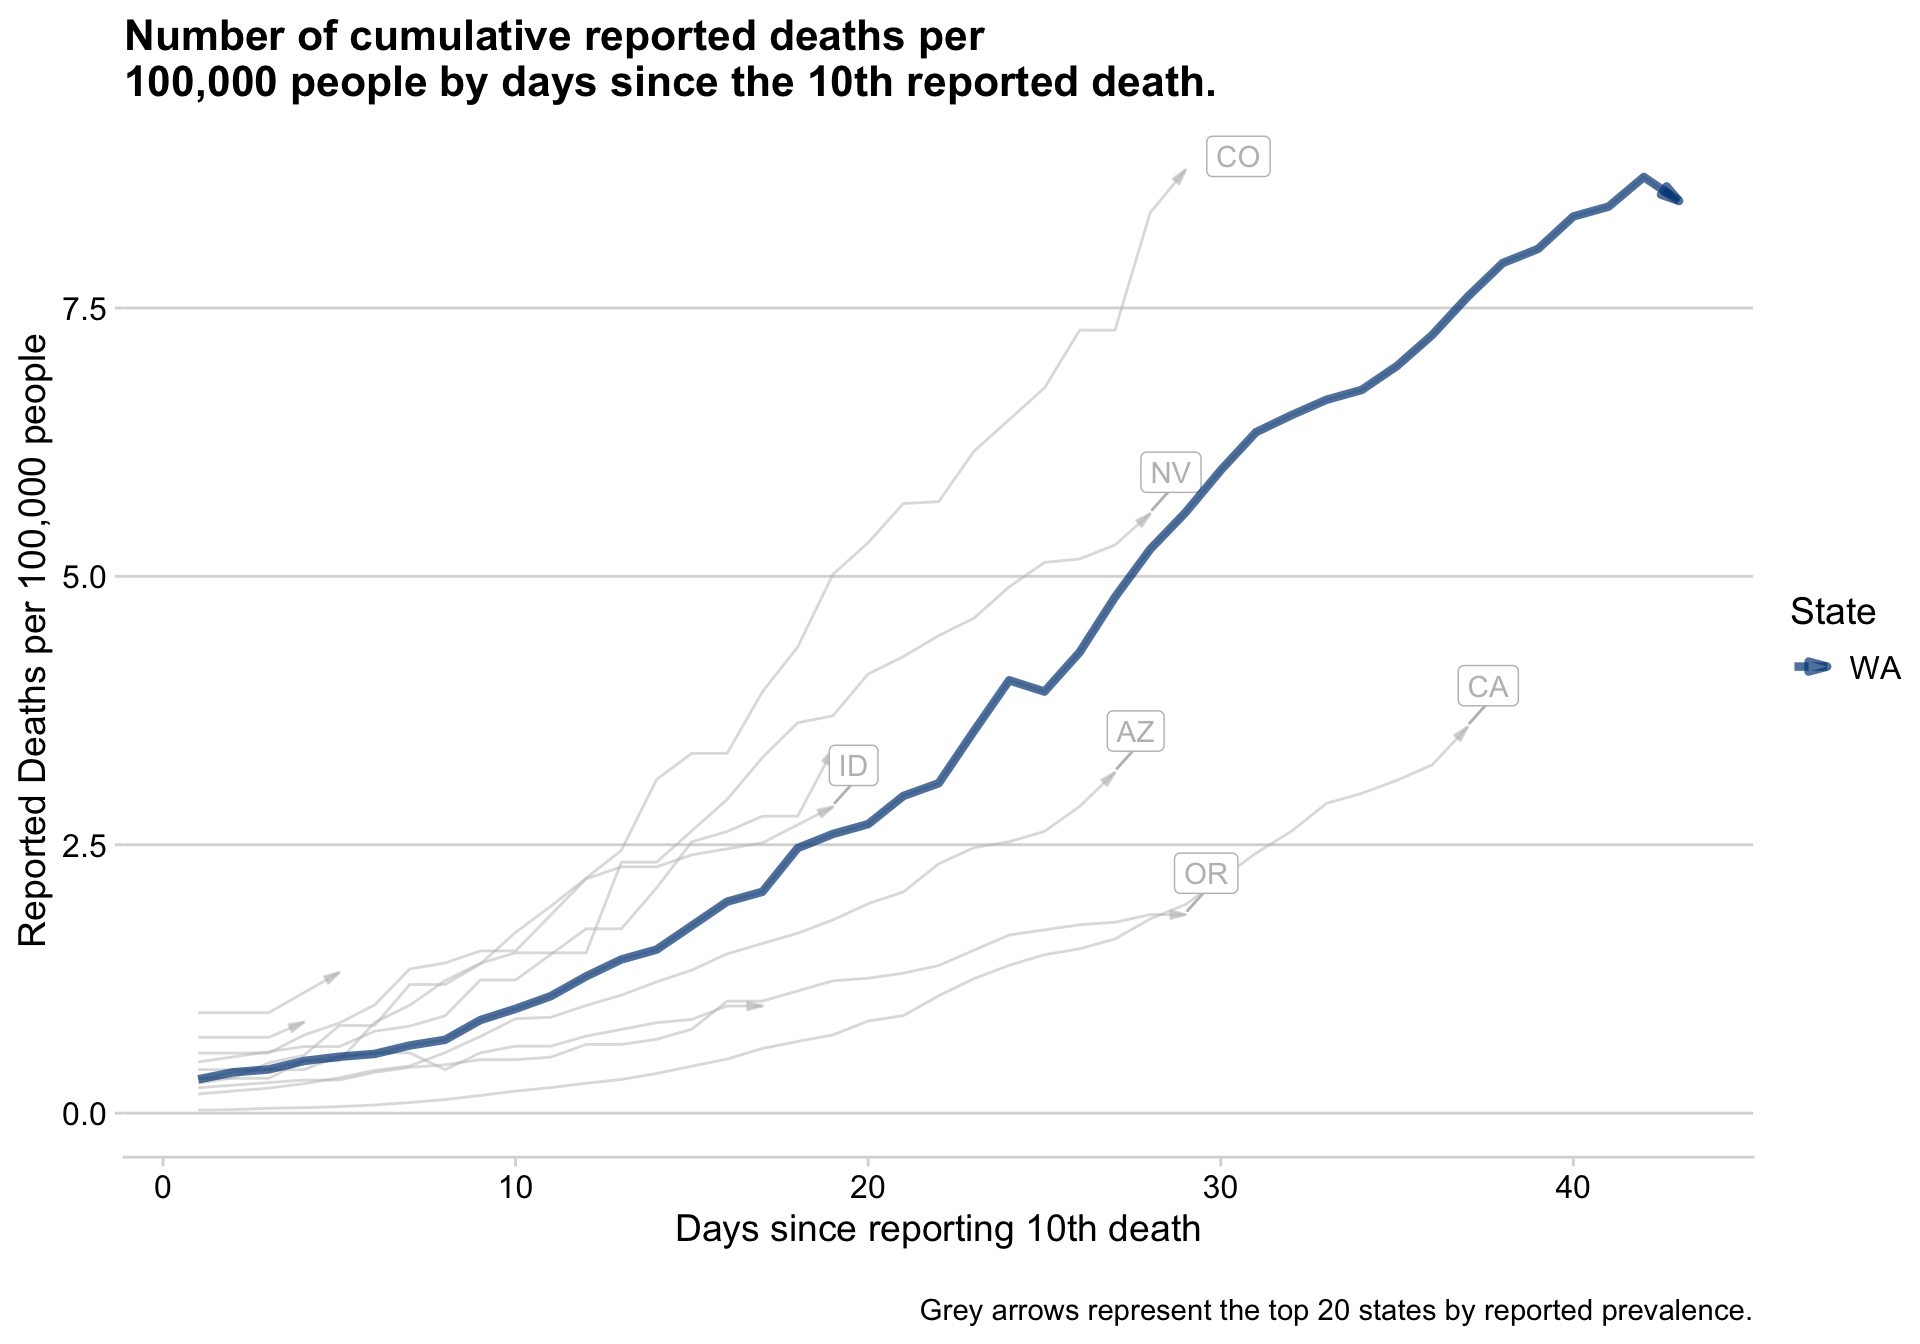 Number of cumulative reported deaths per
100,000 people by days since the 10th reported death.
Reported Deaths per 100,000 people
7.5
5.0
2.5
0.0
CO
NV
CA
AZ
ID
OR
State
WA
0 10 20 30 40
Days since reporting 10th death
Grey arrows represent the top 20 states by reported prevalence.